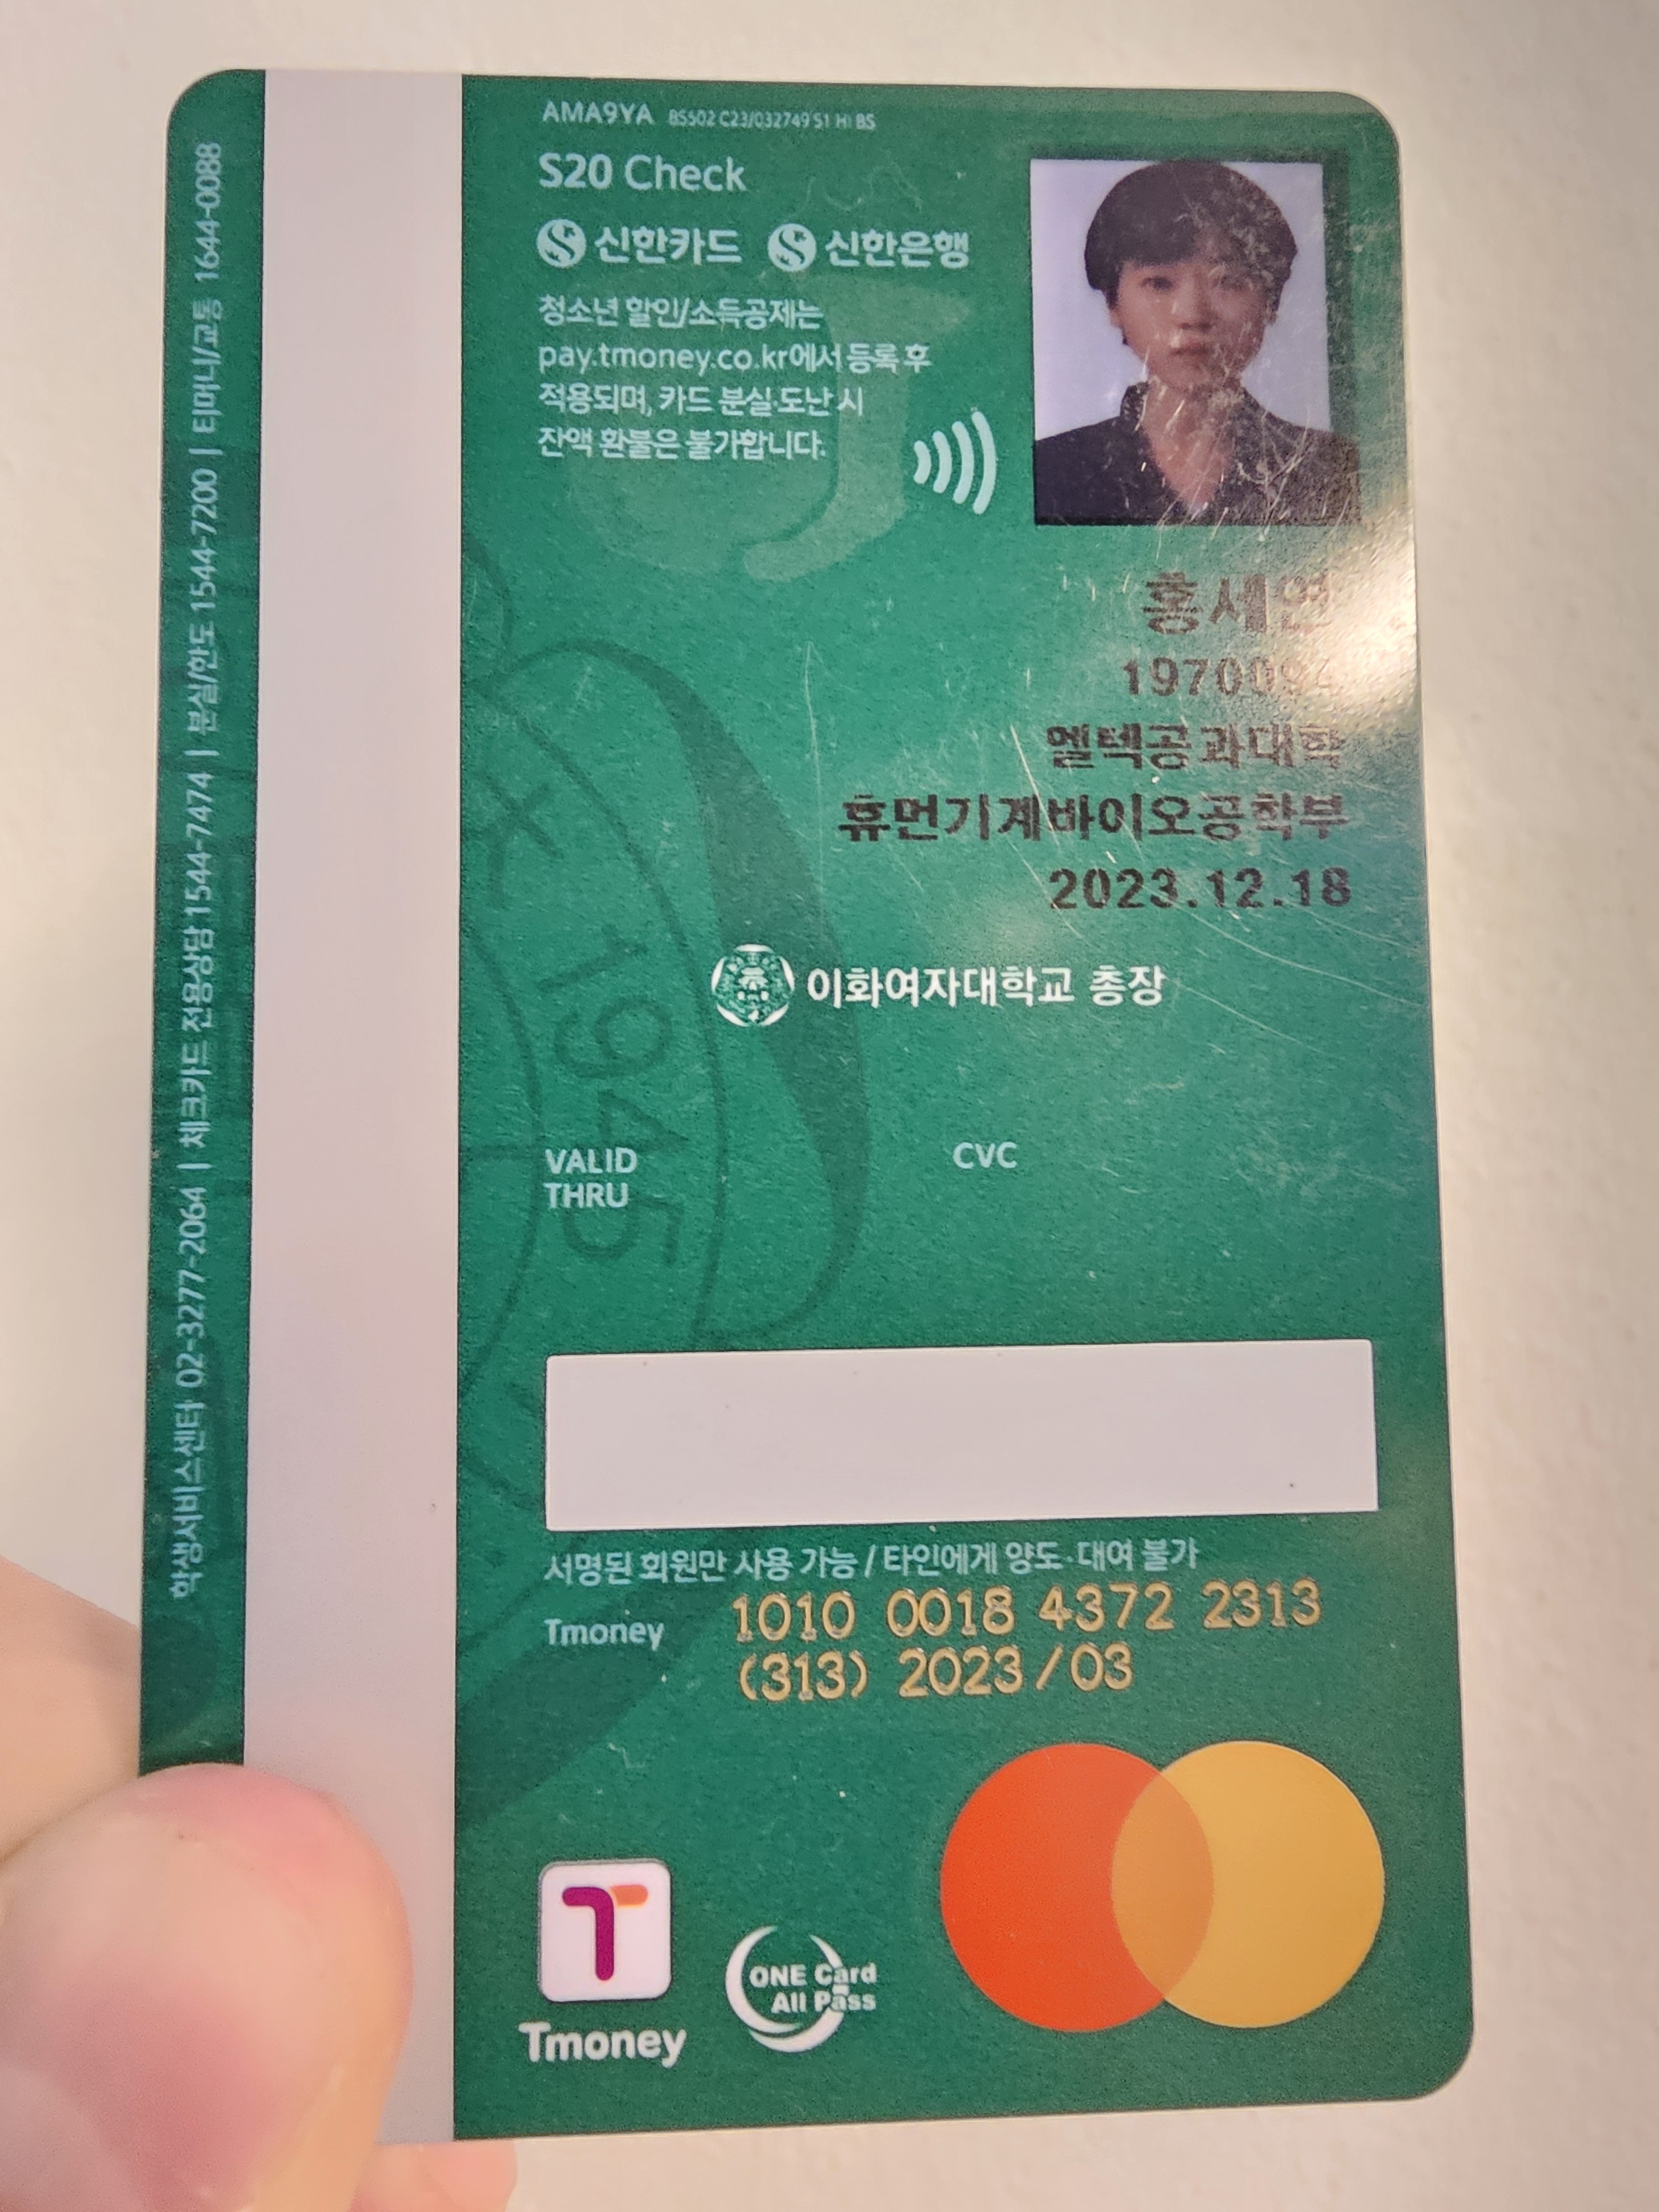 AMA9YA BS502 C23/032749 S1 HI BS
S20 Check
신한카드 신한은행
청소년 할인/소득공제는
pay.tmoney.co.kr에서 등록 후
적용되며, 카드 분실·도난 시
잔액 환불은 불가합니다.
홍세연
엘텍공과대학
휴먼기계바이오공학부
2023.12.18
이화여자대학교 총장
1945
VALID
THRU
CVC
서명된 회원만 사용 가능 / 타인에게 양도·대여 불가
Tmoney 1010 0018 4372 2313
(313) 2023/03
T
Tmoney
ONE Card
All Pass
학생서비스센터 02-3277-2064 | 체크카드 전용상담 1544-7474 | 분실/한도 1544-7200 | 티머니/교통 1644-0088